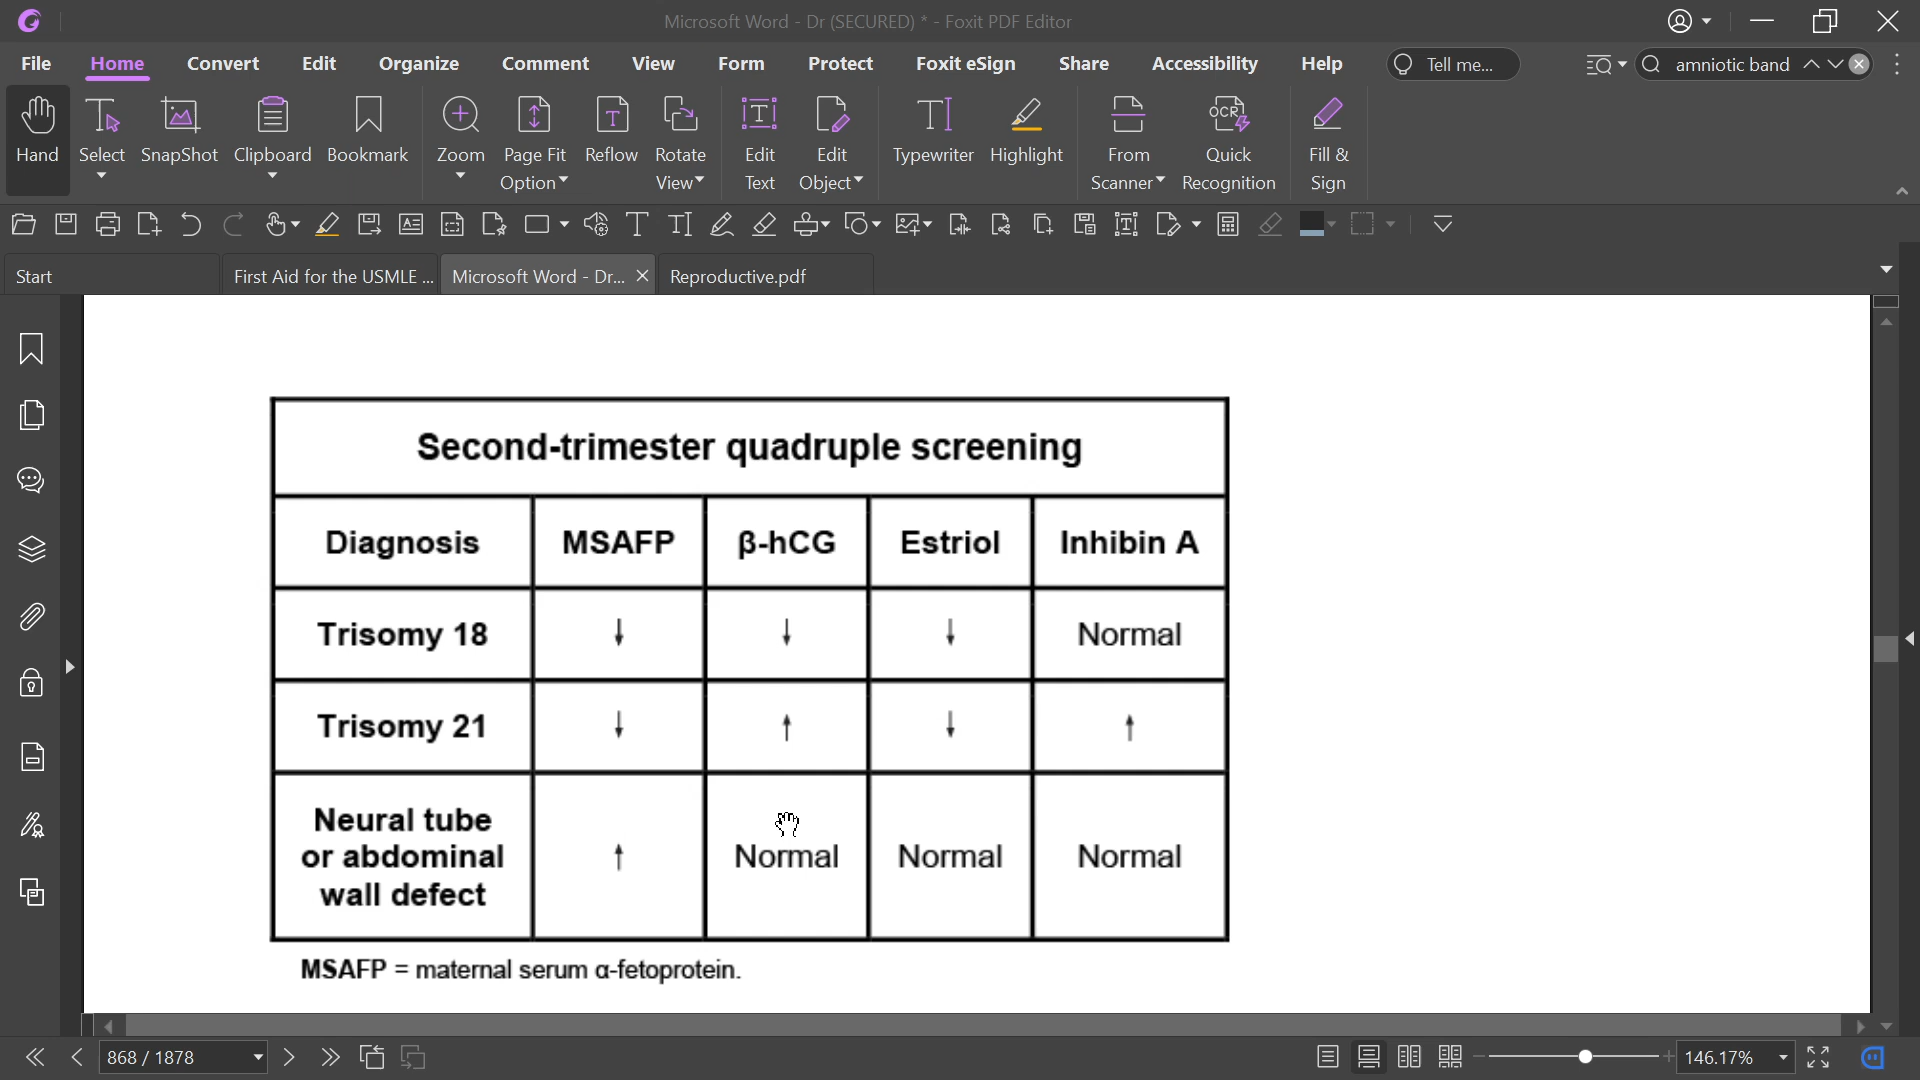 Microsoft Word - Dr (SECURED) * - Foxit PDF Editor
File Home Convert Edit Organize Comment View Form Protect Foxit eSign Share Accessibility Help Tell me... amniotic band
Hand Select SnapShot Clipboard Bookmark Zoom Page Fit Option Reflow Rotate View Edit Text Edit Object Typewriter Highlight From Scanner Quick Recognition Fill & Sign
Start First Aid for the USMLE ... Microsoft Word - Dr... Reproductive.pdf
Second-trimester quadruple screening
Diagnosis MSAFP β-hCG Estriol Inhibin A
Trisomy 18 ↓ ↓ ↓ Normal
Trisomy 21 ↓ ↑ ↓ ↑
Neural tube
or abdominal ↑ Normal Normal Normal
wall defect
MSAFP = maternal serum α-fetoprotein.
868 / 1878 146.17%